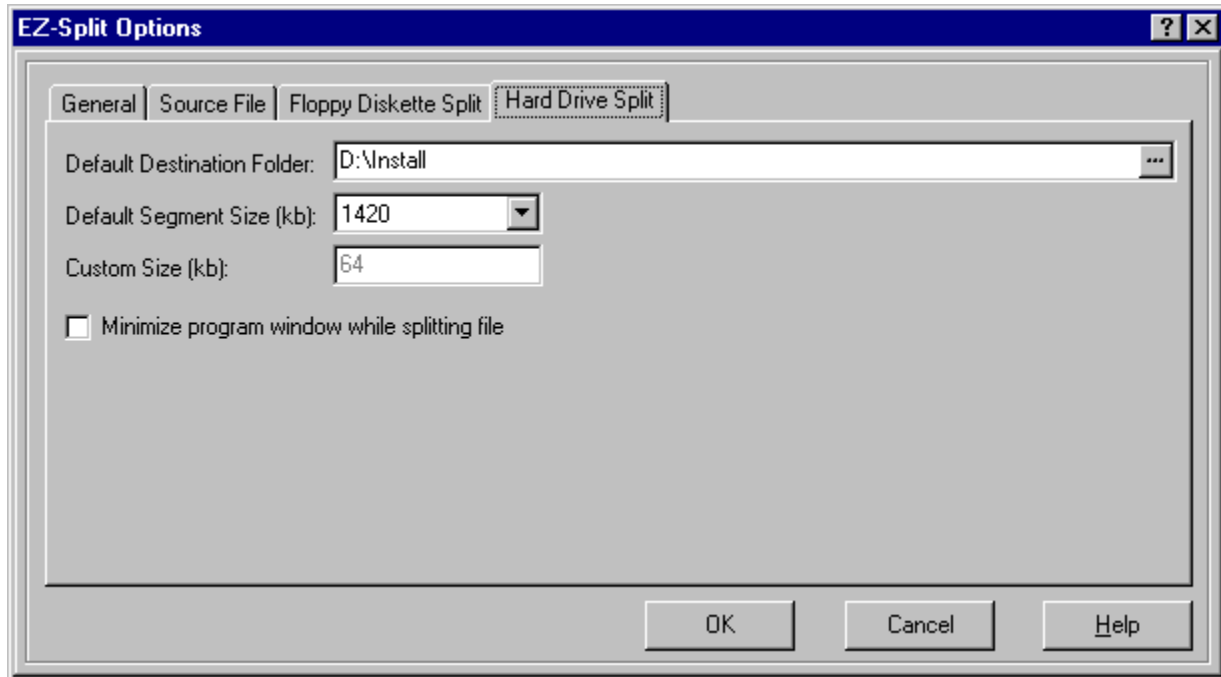 EZ-Split Options
General Source File Floppy Diskette Split Hard Drive Split
Default Destination Folder: D:\Install ...
Default Segment Size (kb): 1420
Custom Size (kb): 64
Minimize program window while splitting file
OK Cancel Help